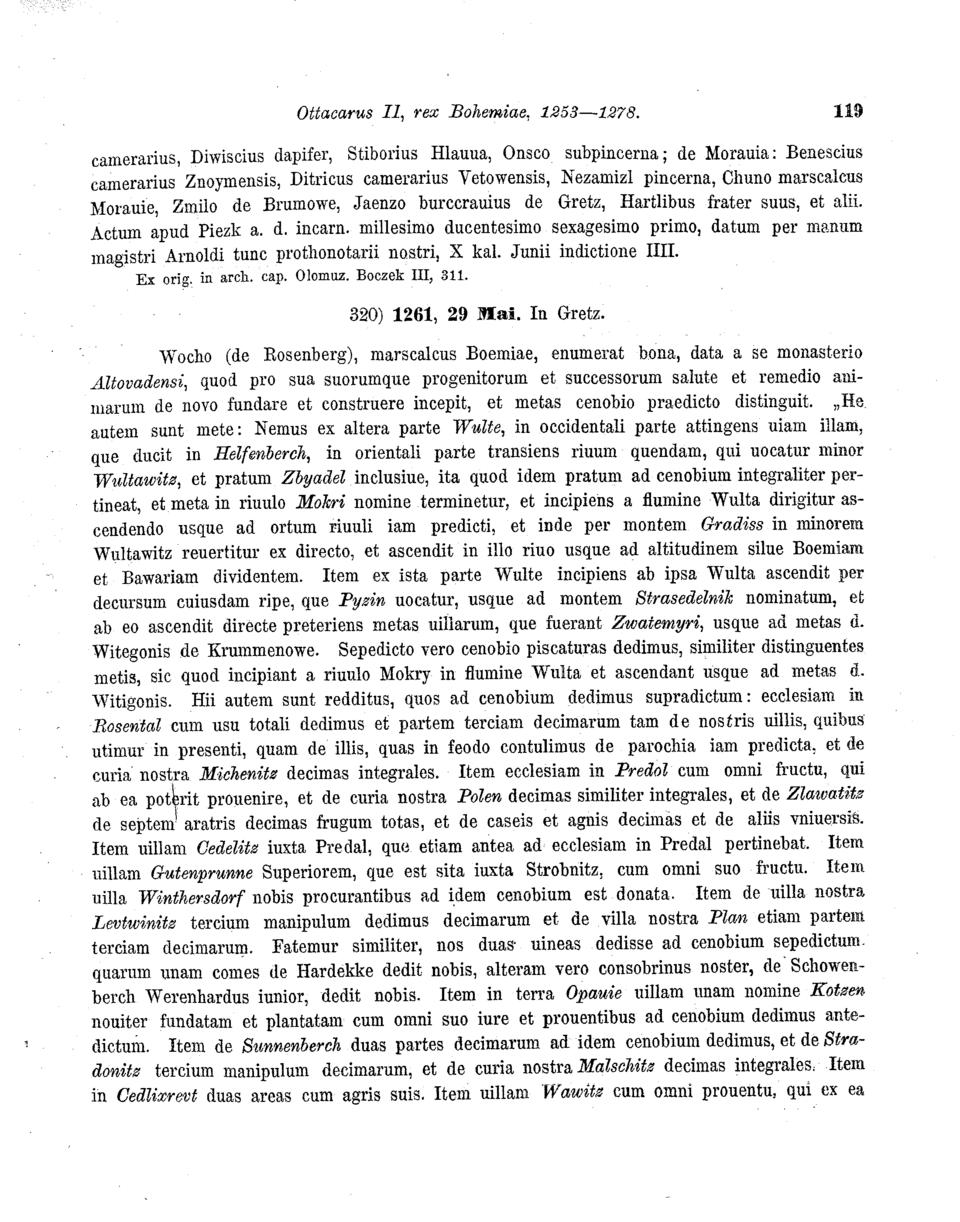 Ottacarus II, rex Bohemiae, 1253—1278. 119
camerarius, Diwiscius dapifer, Stiborius Hlauua, Onsco subpincerna; de Morauia: Benescius
camerarius Znoymensis, Ditricus camerarius Vetowensis, Nezamizl pincerna, Chuno marscalcus
Morauie, Zmilo de Brumowe, Jaenzo burccrauius de Gretz, Hartlibus frater suus, et alii.
Actum apud Piezk a. d. incarn. millesimo ducentesimo sexagesimo primo, datum per manum
magistri Arnoldi tunc prothonotarii nostri, X kal. Junii indictione IIII.
Ex orig. in arch. cap. Olomuz. Boczek III, 311.
320) 1261, 29 Mai. In Gretz.
Wocho (de Rosenberg), marscalcus Boemiae, enumerat bona, data a se monasterio
Altovadensi, quod pro sua suorumque progenitorum et successorum salute et remedio ani-
marum de novo fundare et construere incepit, et metas cenobio praedicto distinguit. „He
autem sunt mete: Nemus ex altera parte Wulte, in occidentali parte attingens uiam illam,
que ducit in Helfenberch, in orientali parte transiens riuum quendam, qui uocatur minor
Wultawitz, et pratum Zbyadel inclusiue, ita quod idem pratum ad cenobium integraliter per-
tineat, et meta in riuulo Mokri nomine terminetur, et incipiens a flumine Wulta dirigitur as-
cendendo usque ad ortum riuuli iam predicti, et inde per montem Gradiss in minorem
Wultawitz reuertitur ex directo, et ascendit in illo riuo usque ad altitudinem silue Boemiam
et Bawariam dividentem. Item ex ista parte Wulte incipiens ab ipsa Wulta ascendit per
decursum cuiusdam ripe, que Pyzin uocatur, usque ad montem Strasedelnik nominatum, et
ab eo ascendit directe preteriens metas uillarum, que fuerant Zwatemyri, usque ad metas d.
Witegonis de Krummenowe. Sepedicto vero cenobio piscaturas dedimus, similiter distinguentes
metis, sic quod incipiant a riuulo Mokry in flumine Wulta et ascendant usque ad metas d.
Witigonis. Hii autem sunt redditus, quos ad cenobium dedimus supradictum: ecclesiam in
Rosental cum usu totali dedimus et partem terciam decimarum tam de nostris uillis, quibus
utimur in presenti, quam de illis, quas in feodo contulimus de parochia iam predicta, et de
curia nostra Michenitz decimas integrales. Item ecclesiam in Predol cum omni fructu, qui
ab ea poterit prouenire, et de curia nostra Polen decimas similiter integrales, et de Zlawatitz
de septem aratris decimas frugum totas, et de caseis et agnis decimas et de aliis vniuersis.
Item uillam Cedelitz iuxta Predal, que etiam antea ad ecclesiam in Predal pertinebat. Item
uillam Gutenprunne Superiorem, que est sita iuxta Strobnitz, cum omni suo fructu. Item
uilla Winthersdorf nobis procurantibus ad idem cenobium est donata. Item de uilla nostra
Levtwinitz tercium manipulum dedimus decimarum et de villa nostra Plan etiam partem
terciam decimarum. Fatemur similiter, nos duas uineas dedisse ad cenobium sepedictum.
quarum unam comes de Hardekke dedit nobis, alteram vero consobrinus noster, de Schowen-
berch Werenhardus iunior, dedit nobis. Item in terra Opauie uillam unam nomine Kotzen
nouiter fundatam et plantatam cum omni suo iure et prouentibus ad cenobium dedimus ante-
dictum. Item de Sunnenberch duas partes decimarum ad idem cenobium dedimus, et de Stra-
donitz tercium manipulum decimarum, et de curia nostra Malschitz decimas integrales. Item
in Cedlixrevt duas areas cum agris suis. Item uillam Wawitz cum omni prouentu, qui ex ea